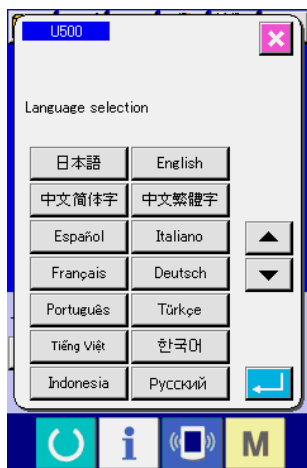 U500
Language selection
日本語 English
中文简体字 中文繁體字
Español Italiano
Français Deutsch
Português Türkçe
Tiếng Việt 한국어
Indonesia Русский
i M